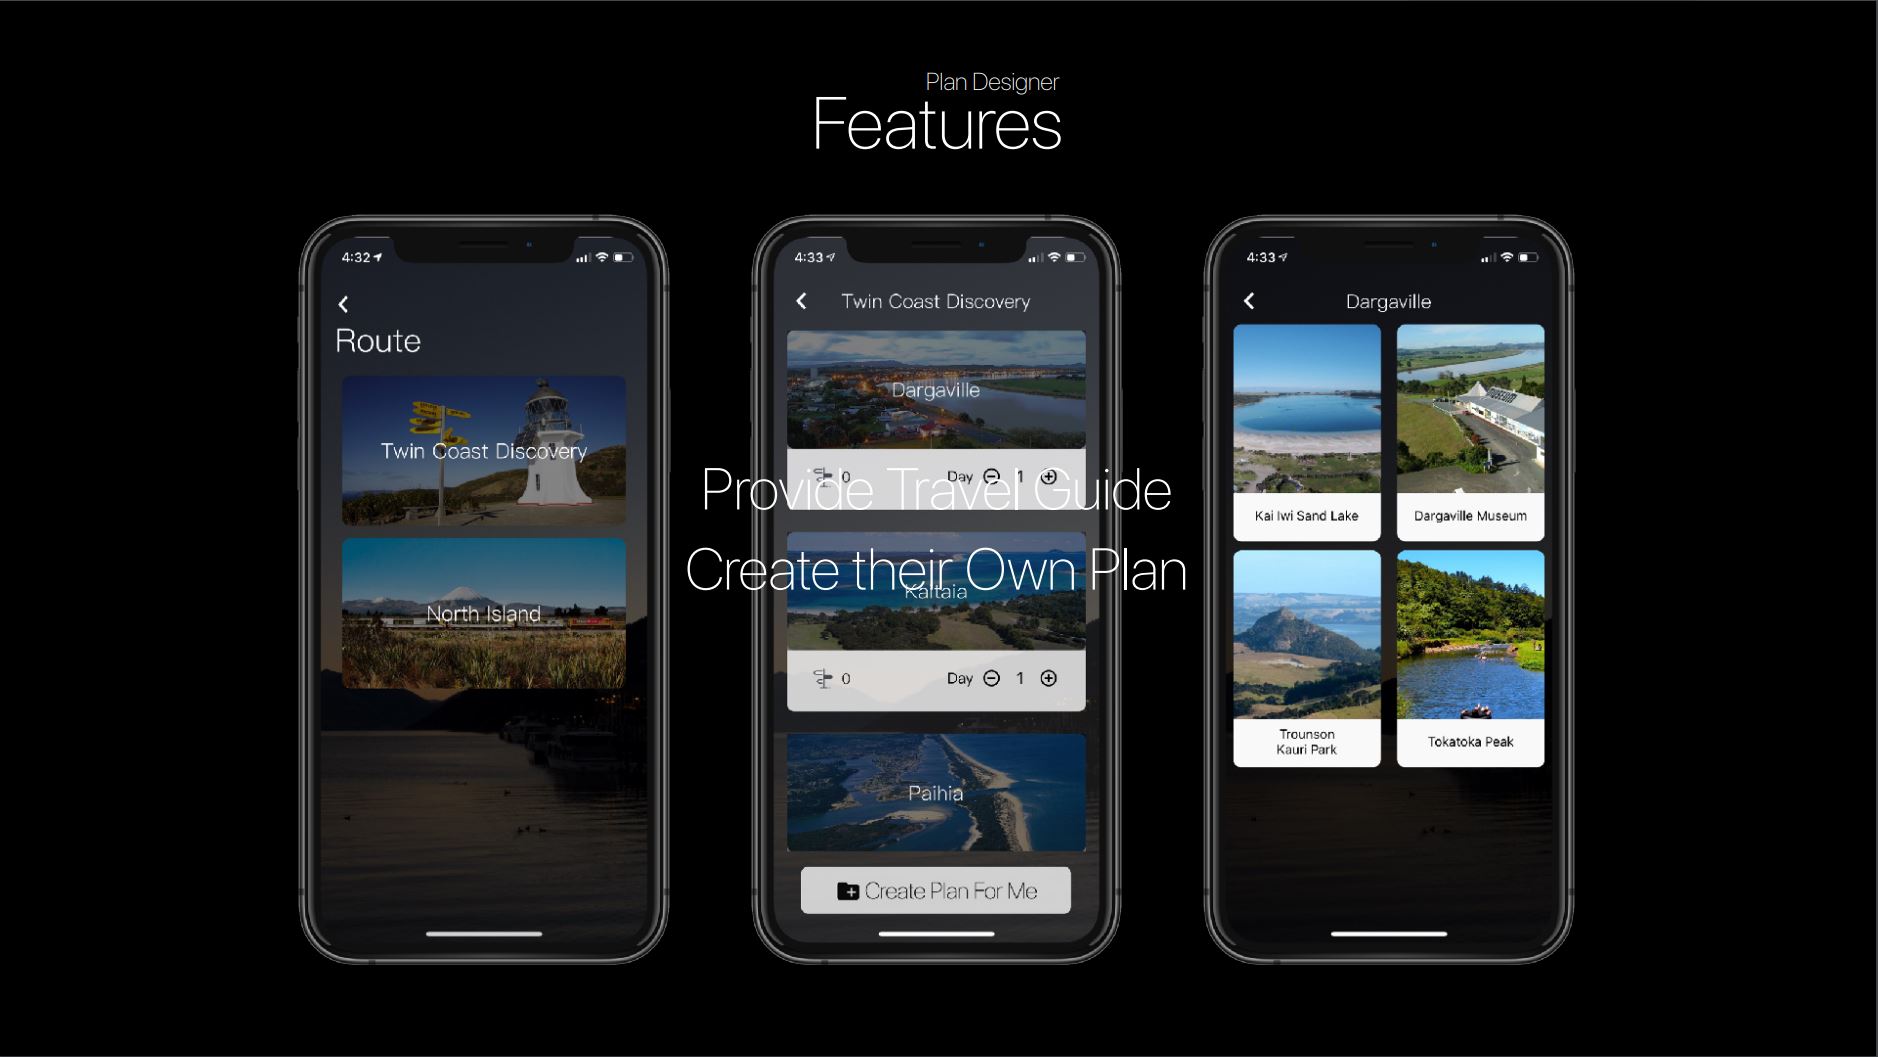 Plan Designer
Features
4:32
Route
Twin Coast Discovery
North Island
4:33
Twin Coast Discovery
Dargaville
0 Day 1
Provide Travel Guide
Create their Own Plan
Kaitaia
0 Day 1
Paihia
Create Plan For Me
4:33
Dargaville
Kai Iwi Sand Lake
Dargaville Museum
Trounson
Kauri Park
Tokatoka Peak